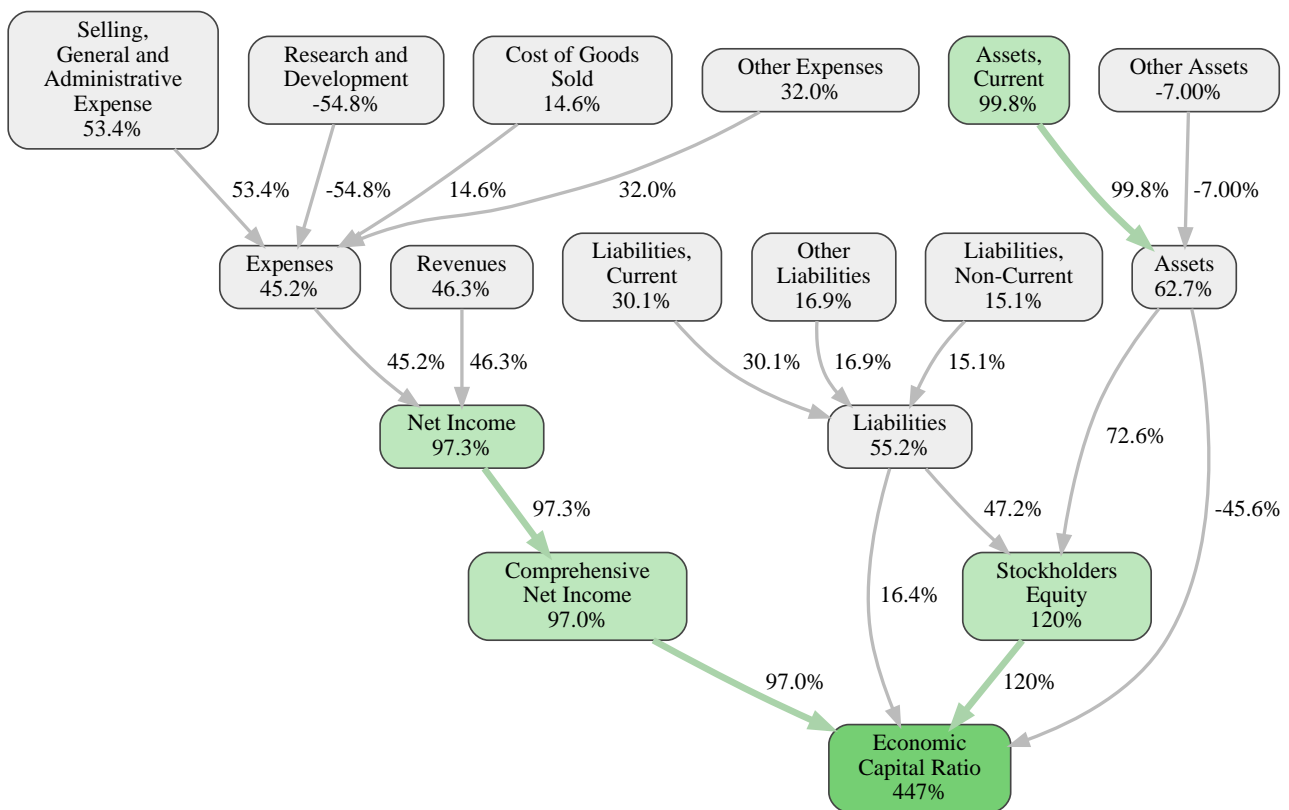 Selling,
General and
Administrative
Expense
53.4%
Research and
Development
-54.8%
Cost of Goods
Sold
14.6%
Other Expenses
32.0%
Assets,
Current
99.8%
Other Assets
-7.00%
53.4%
-54.8%
14.6%
32.0%
99.8%
-7.00%
Expenses
45.2%
Revenues
46.3%
Liabilities,
Current
30.1%
Other
Liabilities
16.9%
Liabilities,
Non-Current
15.1%
Assets
62.7%
45.2%
46.3%
30.1%
16.9%
15.1%
Net Income
97.3%
Liabilities
55.2%
72.6%
97.3%
47.2%
-45.6%
Comprehensive
Net Income
97.0%
16.4%
Stockholders
Equity
120%
97.0%
120%
Economic
Capital Ratio
447%